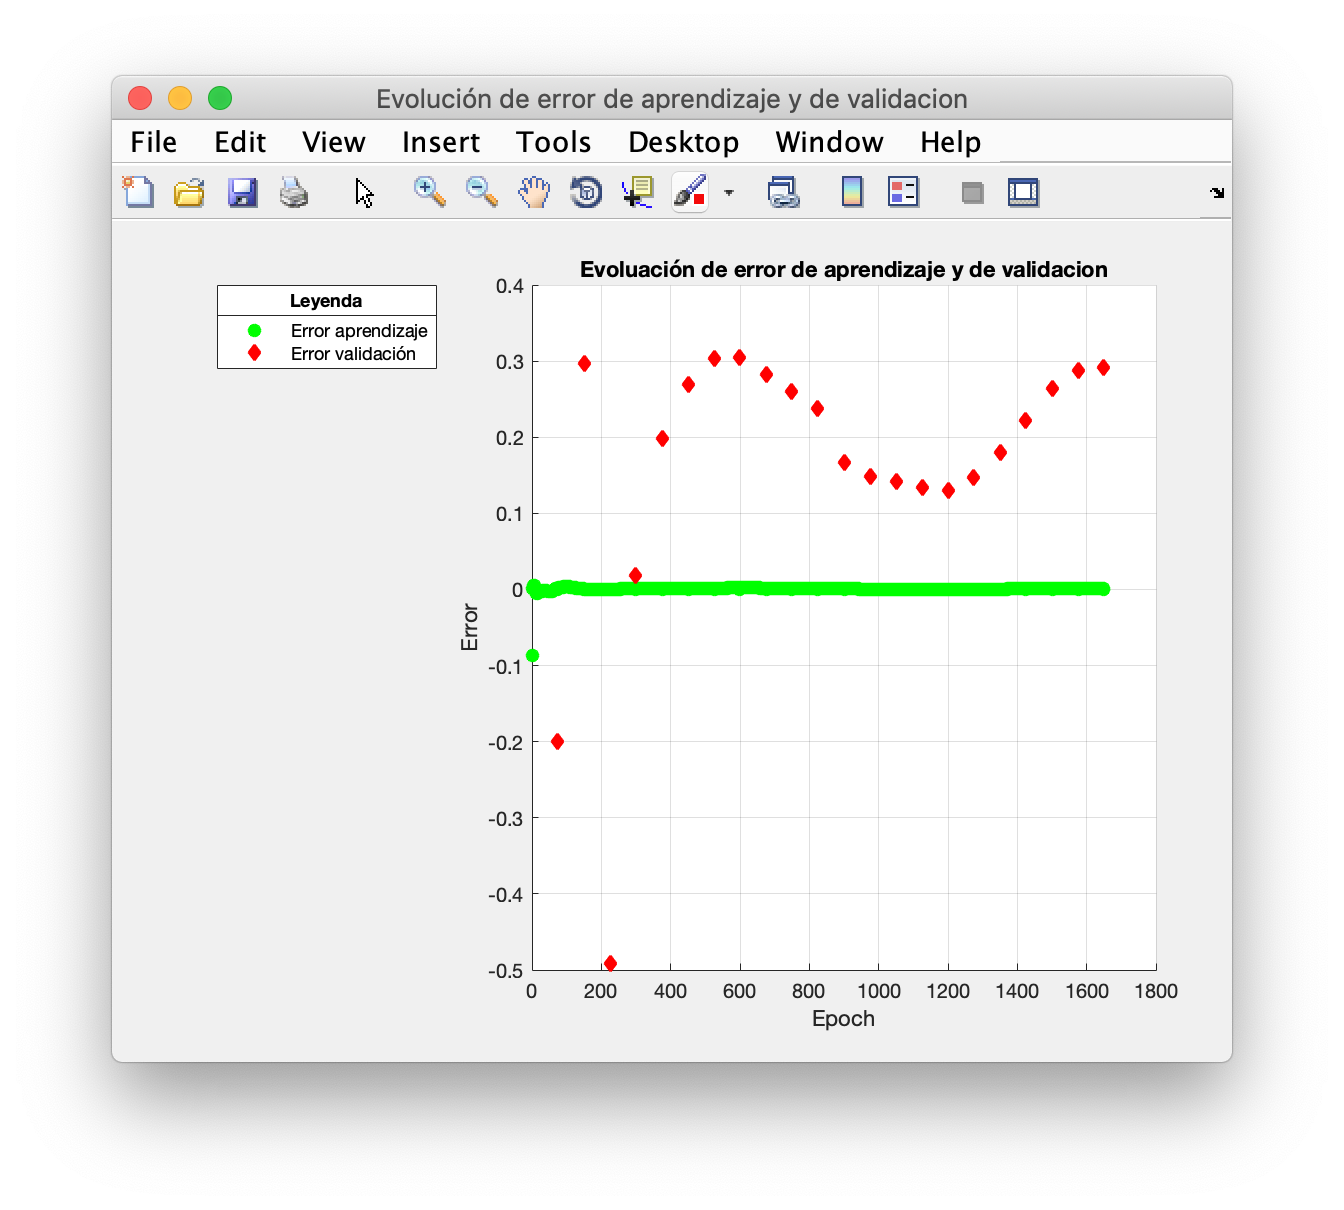 Evolución de error de aprendizaje y de validacion
File Edit View Insert Tools Desktop Window Help
Evoluación de error de aprendizaje y de validacion
Leyenda
Error aprendizaje
Error validación
0.4
0.3
0.2
0.1
0
-0.1
-0.2
-0.3
-0.4
-0.5
Error
0 200 400 600 800 1000 1200 1400 1600 1800
Epoch